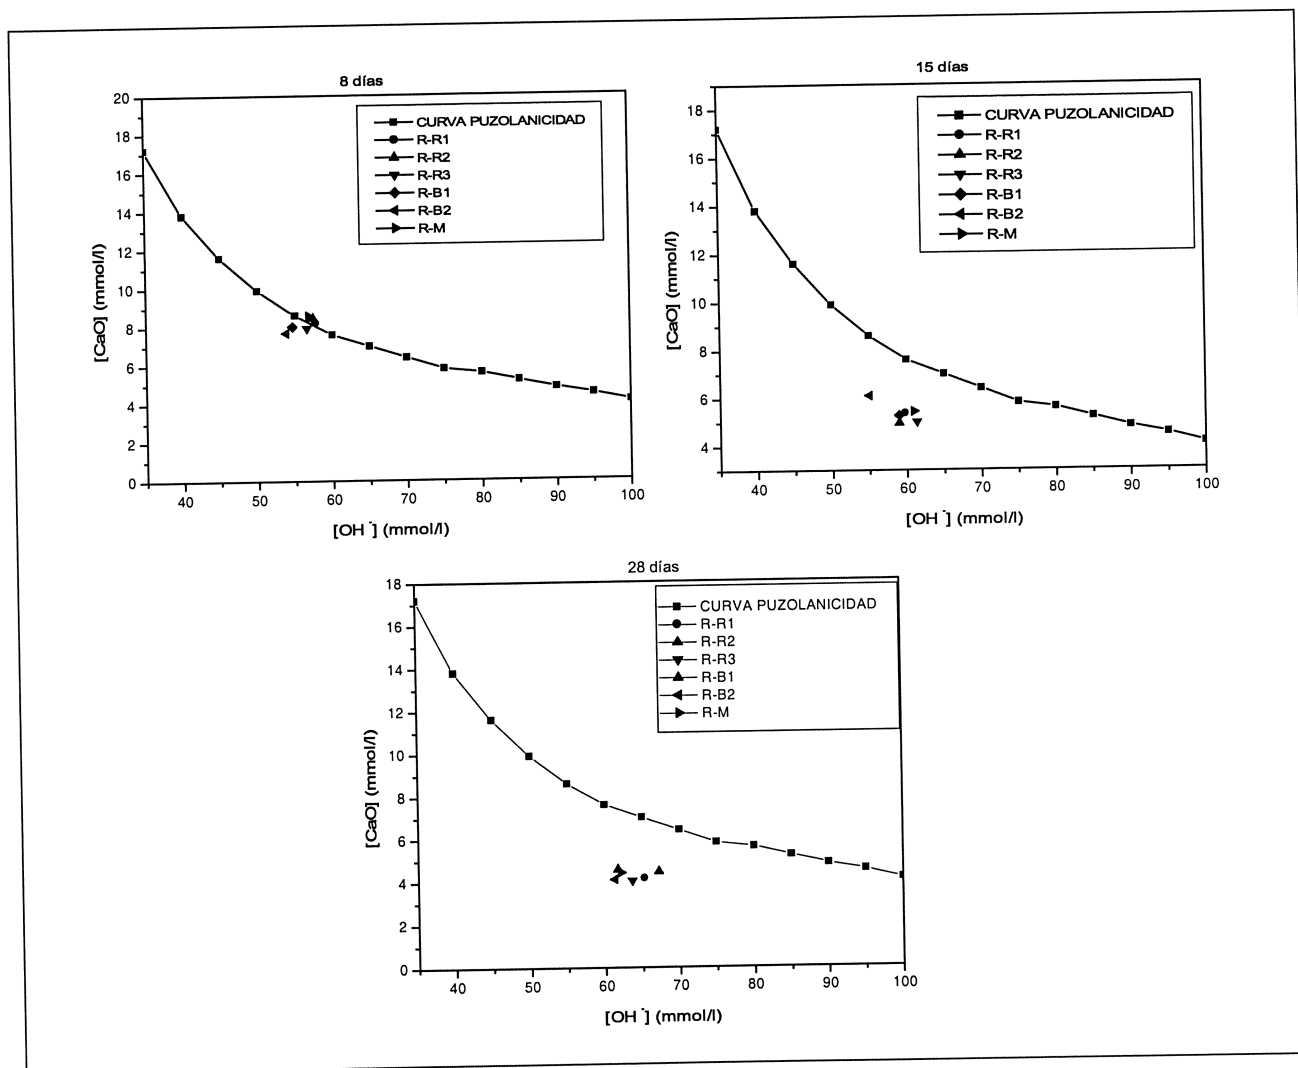 8 días
20
18
16
14
12
10
8
6
4
2
0
[CaO] (mmol/l)
CURVA PUZOLANICIDAD
R-R1
R-R2
R-R3
R-B1
R-B2
R-M
40 50 60 70 80 90 100
[OH-] (mmol/l)
15 días
18
16
14
12
10
8
6
4
[CaO] (mmol/l)
CURVA PUZOLANICIDAD
R-R1
R-R2
R-R3
R-B1
R-B2
R-M
40 50 60 70 80 90 100
[OH-] (mmol/l)
28 días
18
16
14
12
10
8
6
4
2
0
[CaO] (mmol/l)
CURVA PUZOLANICIDAD
R-R1
R-R2
R-R3
R-B1
R-B2
R-M
40 50 60 70 80 90 100
[OH-] (mmol/l)